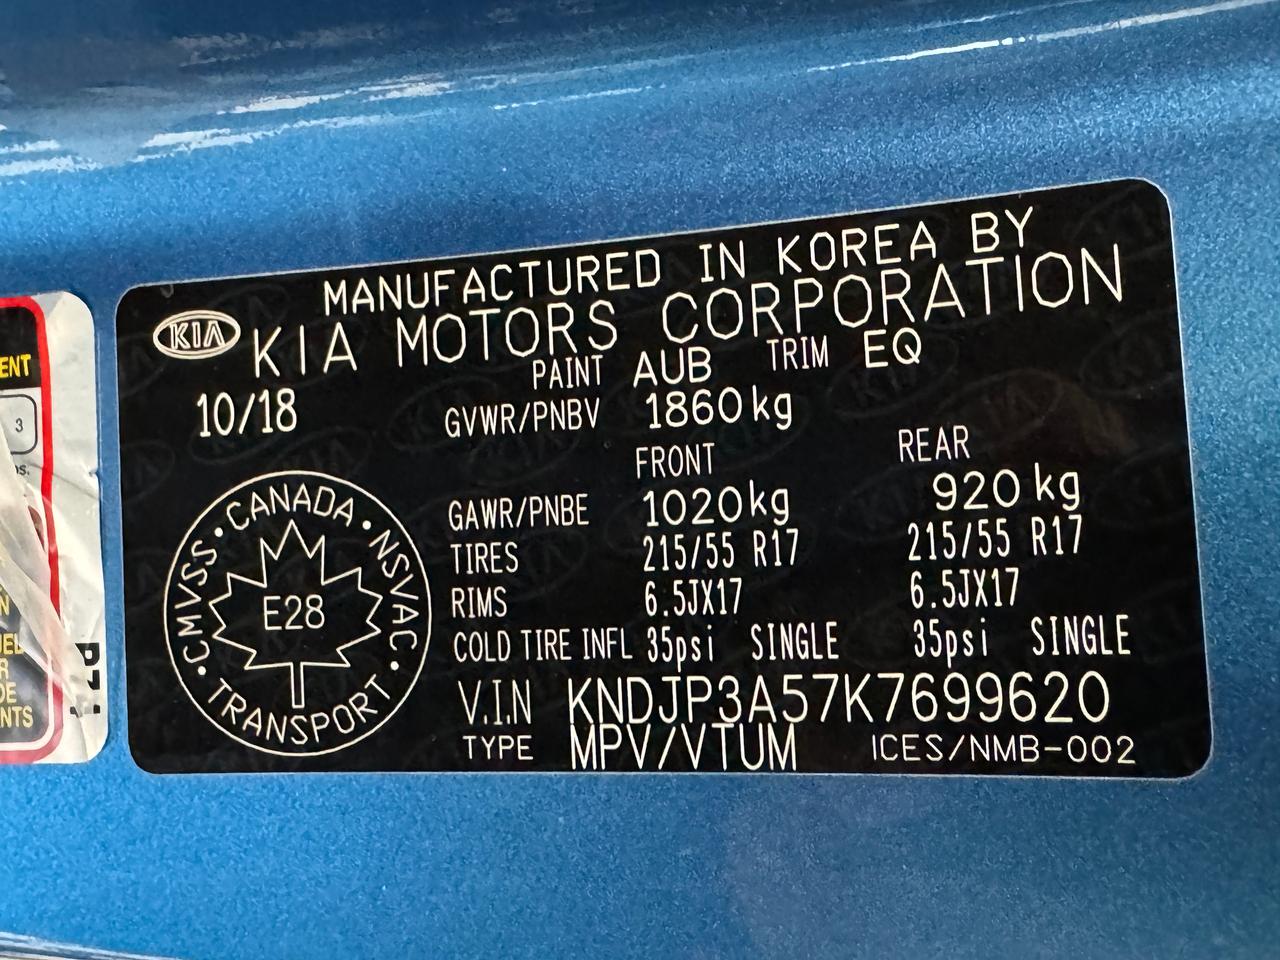 MANUFACTURED IN KOREA BY
KIA KIA MOTORS CORPORATION
PAINT AUB TRIM EQ
10/18 GVWR/PNBV 1860kg
FRONT REAR
GAWR/PNBE 1020kg 920kg
TIRES 215/55 R17 215/55 R17
RIMS 6.5JX17 6.5JX17
COLD TIRE INFL 35psi SINGLE 35psi SINGLE
V.I.N KNDJP3A57K7699620
TYPE MPV/VTUM ICES/NMB-002
· CANADA · NSVAC · TRANSPORT · CMVSS
E28
ENT
3